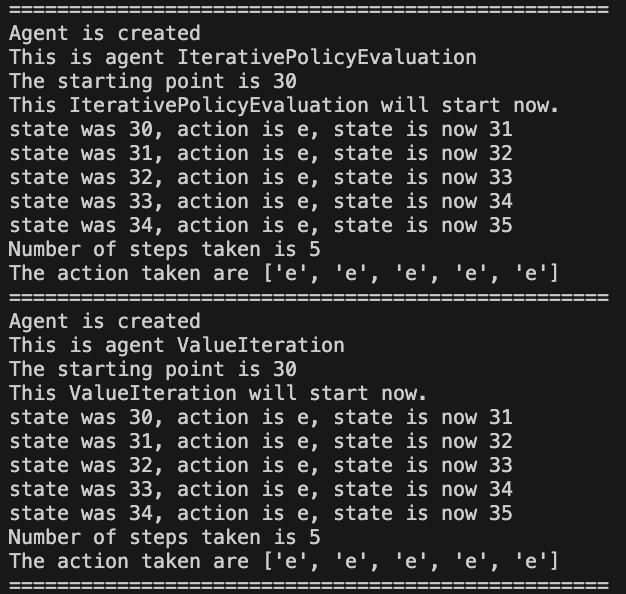 ==================================================
Agent is created
This is agent IterativePolicyEvaluation
The starting point is 30
This IterativePolicyEvaluation will start now.
state was 30, action is e, state is now 31
state was 31, action is e, state is now 32
state was 32, action is e, state is now 33
state was 33, action is e, state is now 34
state was 34, action is e, state is now 35
Number of steps taken is 5
The action taken are ['e', 'e', 'e', 'e', 'e']
==================================================
Agent is created
This is agent ValueIteration
The starting point is 30
This ValueIteration will start now.
state was 30, action is e, state is now 31
state was 31, action is e, state is now 32
state was 32, action is e, state is now 33
state was 33, action is e, state is now 34
state was 34, action is e, state is now 35
Number of steps taken is 5
The action taken are ['e', 'e', 'e', 'e', 'e']
==================================================